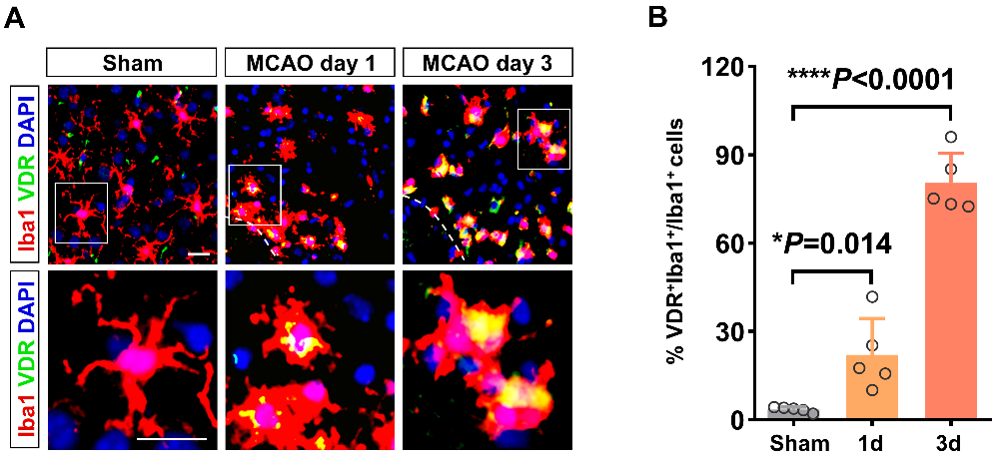 A
Sham
MCAO day 1
MCAO day 3
Iba1 VDR DAPI
Iba1 VDR DAPI
B
% VDR⁺Iba1⁺/Iba1⁺ cells
120
90
60
30
0
****P<0.0001
*P=0.014
Sham
1d
3d